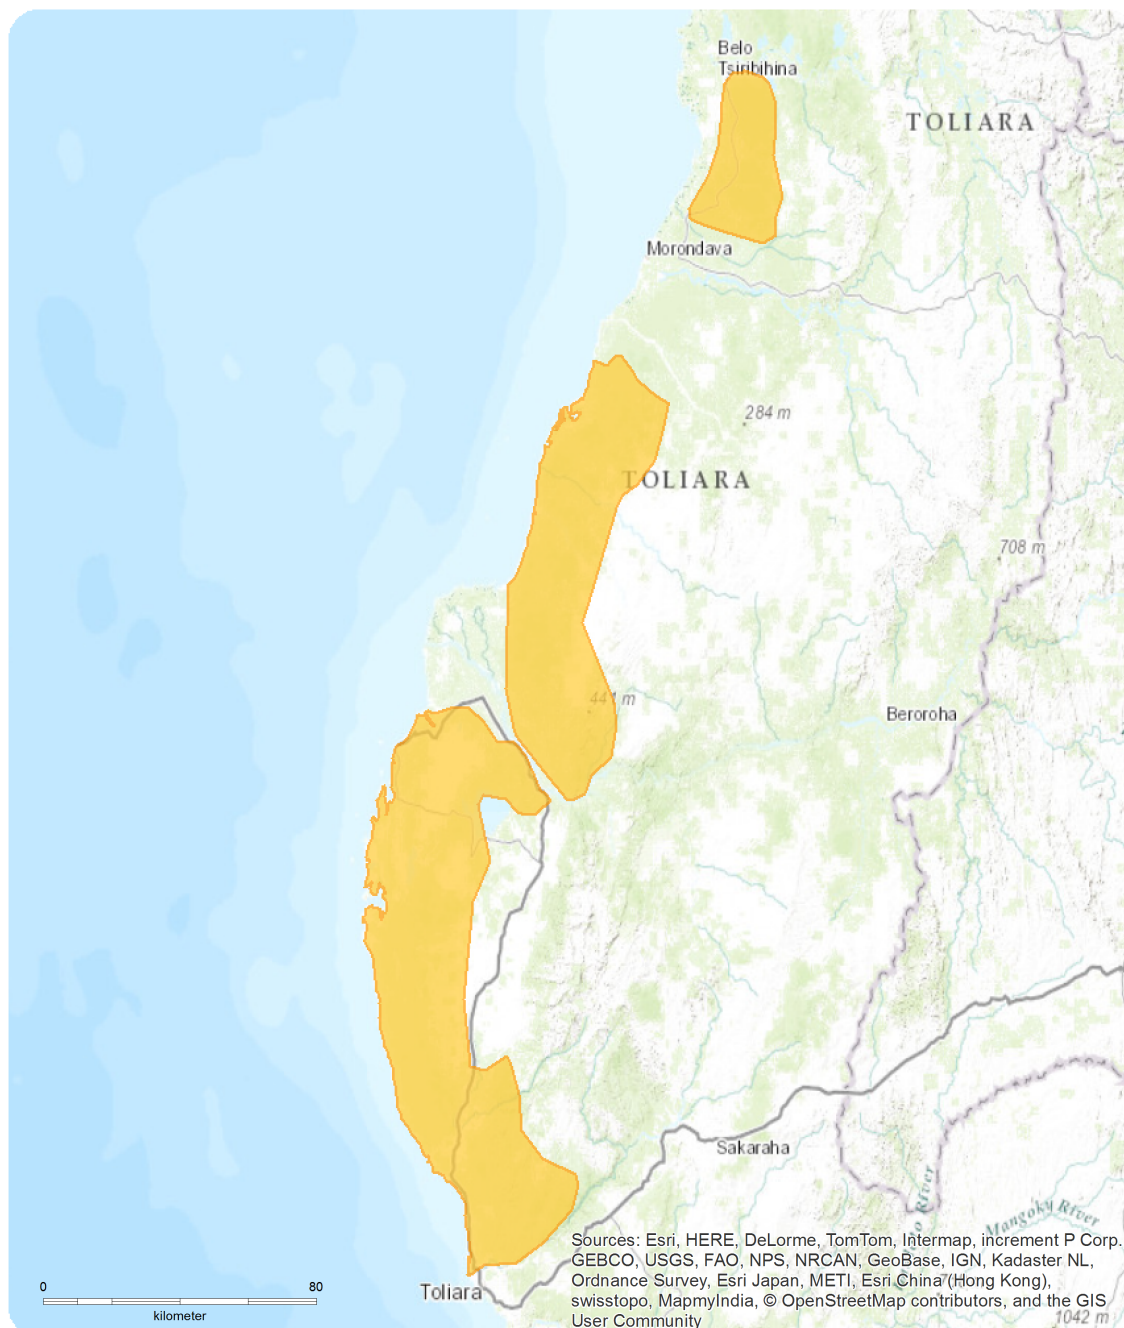 Belo
Tsiribihina
TOLIARA
Morondava
284 m
TOLIARA
708 m
441 m
Beroroha
Sakaraha
River
Mangoky River
Sources: Esri, HERE, DeLorme, TomTom, Intermap, increment P Corp.,
GEBCO, USGS, FAO, NPS, NRCAN, GeoBase, IGN, Kadaster NL,
Ordnance Survey, Esri Japan, METI, Esri China (Hong Kong),
swisstopo, MapmyIndia, © OpenStreetMap contributors, and the GIS
User Community
0 80
kilometer
Toliara
1042 m